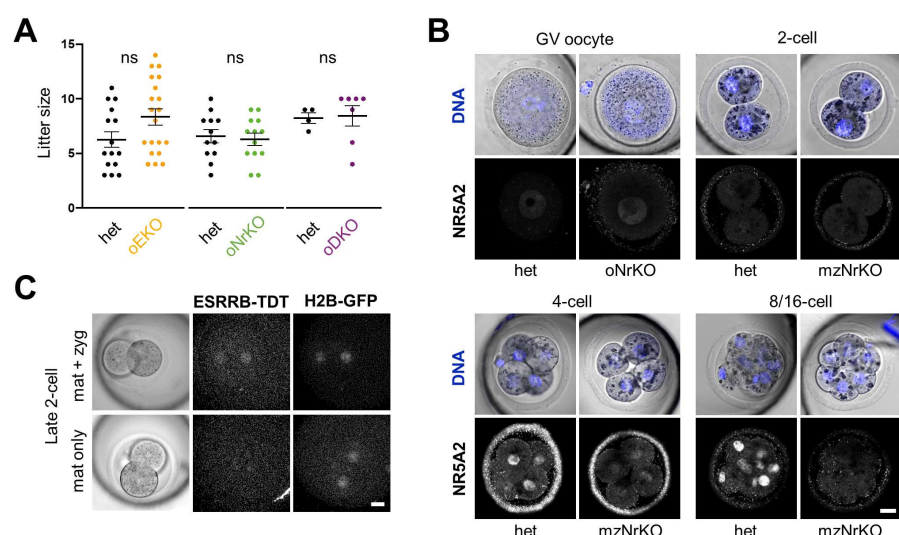 A
Litter size
15
10
5
0
ns
ns
ns
het
oEKO
het
oNrKO
het
oDKO
B
GV oocyte
2-cell
DNA
NR5A2
het
oNrKO
het
mzNrKO
4-cell
8/16-cell
DNA
NR5A2
het
mzNrKO
het
mzNrKO
C
ESRRB-TDT
H2B-GFP
Late 2-cell
mat + zyg
mat only